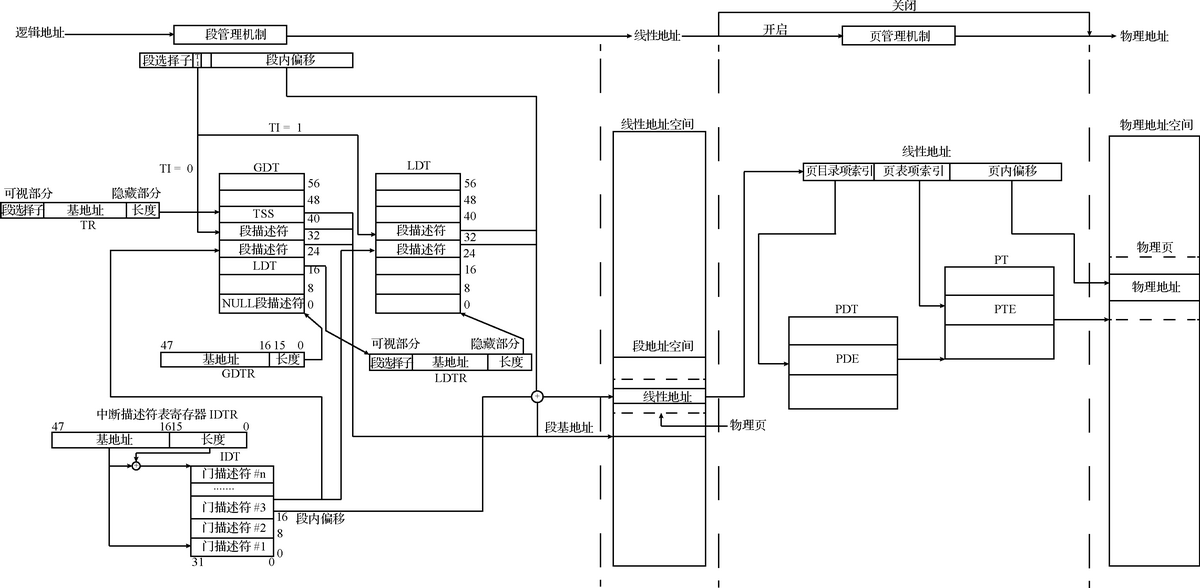 关闭
逻辑地址 段管理机制 线性地址 开启 页管理机制 物理地址
段选择子 段内偏移
线性地址空间 物理地址空间
TI = 1
TI = 0 GDT LDT 线性地址
56 56 页目录项索引 页表项索引 页内偏移
可视部分 隐藏部分 48 48
段选择子 基地址 长度 TSS 40 40
TR 段描述符 32 段描述符 32
段描述符 24 段描述符 24 物理页
LDT 16 16 PT
8 8 物理地址
NULL段描述符 0 0 PDT PTE
47 16 15 0 可视部分 隐藏部分 段地址空间
基地址 长度 段选择子 基地址 长度 PDE
GDTR LDTR
线性地址
中断描述符表寄存器 IDTR
47 1615 0 段基地址 物理页
基地址 长度
IDT
门描述符 #n
.......
门描述符 #3
16 段内偏移
门描述符 #2
8
门描述符 #1
0
31 0